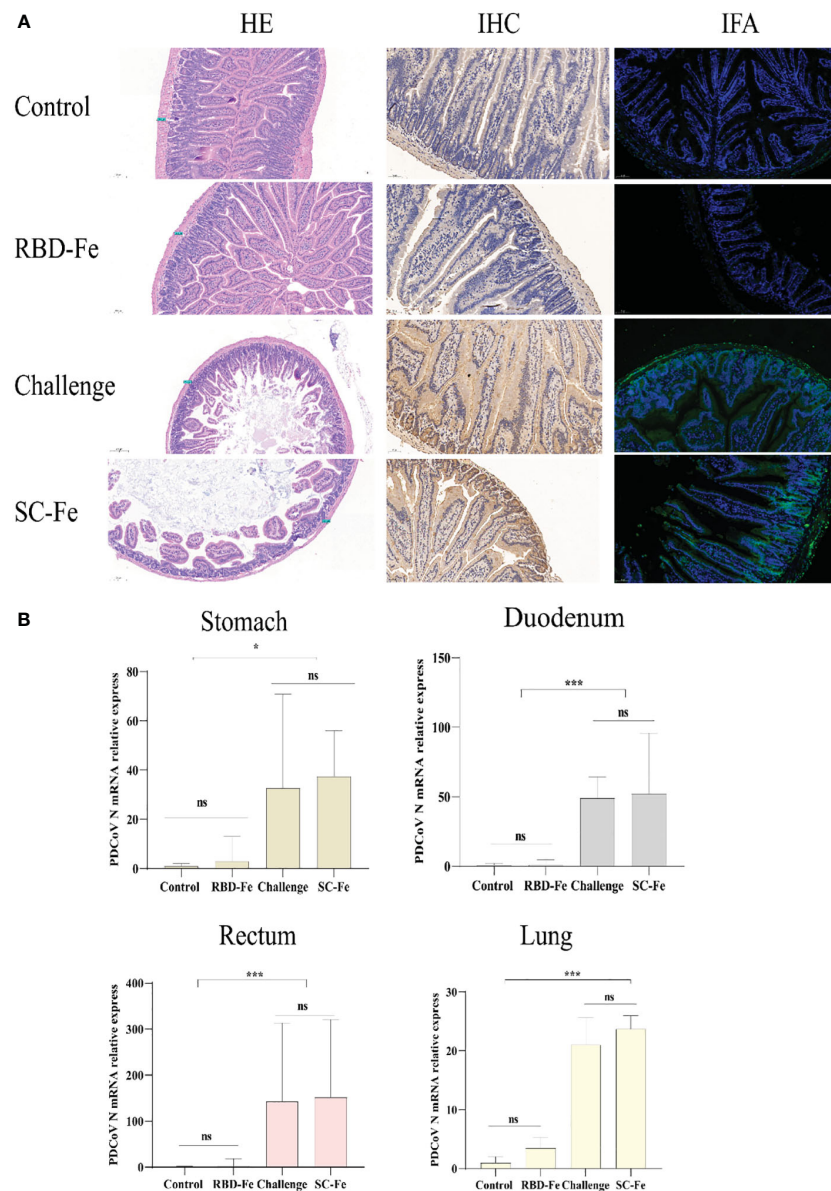 A
HE IHC IFA
Control
RBD-Fe
Challenge
SC-Fe
B
Stomach
PDCoV N mRNA relative express
80
60
40
20
0
*
ns
ns
Control RBD-Fe Challenge SC-Fe
Duodenum
PDCoV N mRNA relative express
150
100
50
0
***
ns
ns
Control RBD-Fe Challenge SC-Fe
Rectum
PDCoV N mRNA relative express
400
300
200
100
0
***
ns
ns
Control RBD-Fe Challenge SC-Fe
Lung
PDCoV N mRNA relative express
30
20
10
0
***
ns
ns
Control RBD-Fe Challenge SC-Fe